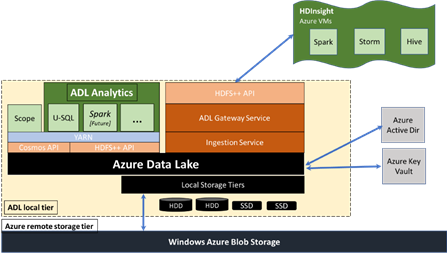 HDInsight
Azure VMs
Spark
Storm
Hive
ADL Analytics
HDFS++ API
Scope
U-SQL
Spark
[Future]
...
ADL Gateway Service
YARN
Cosmos API
HDFS++ API
Ingestion Service
Azure
Active Dir
Azure Data Lake
Azure Key
Vault
Local Storage Tiers
HDD
HDD
SSD
SSD
ADL local tier
Azure remote storage tier
Windows Azure Blob Storage